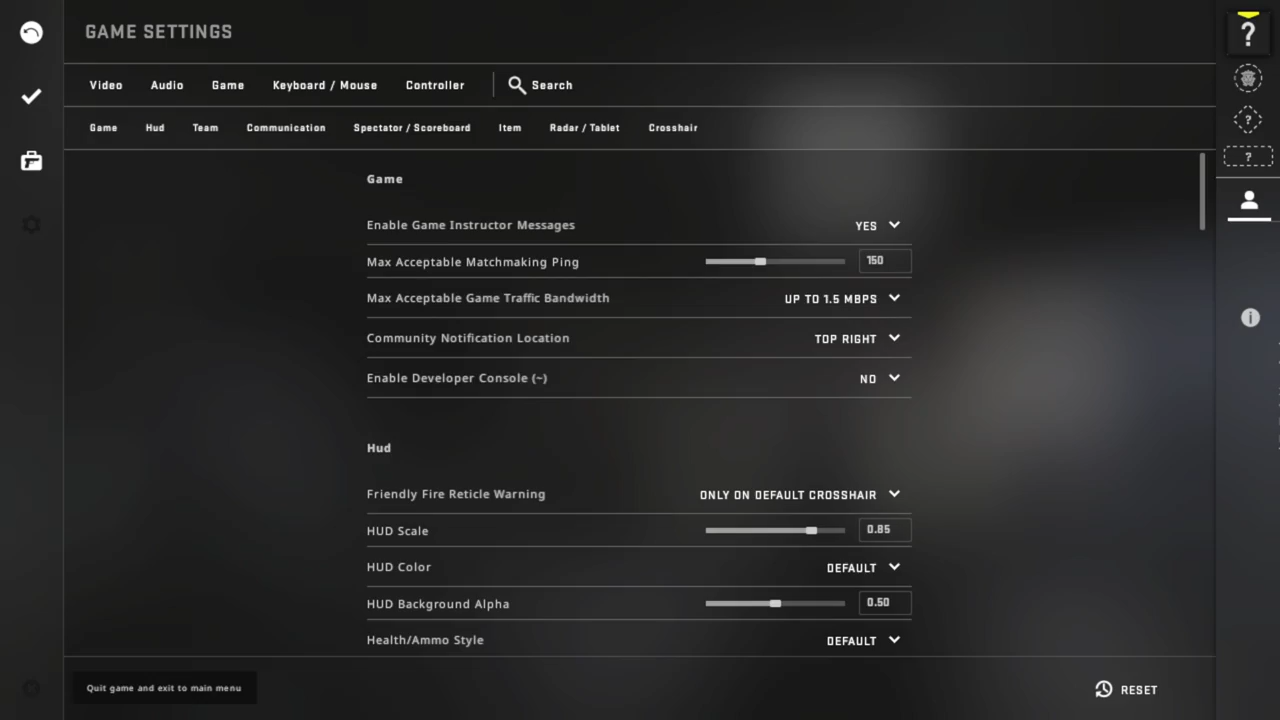 GAME SETTINGS
Video Audio Game Keyboard / Mouse Controller Search
Game Hud Team Communication Spectator / Scoreboard Item Radar / Tablet Crosshair
Game
Enable Game Instructor Messages YES
Max Acceptable Matchmaking Ping 150
Max Acceptable Game Traffic Bandwidth UP TO 1.5 MBPS
Community Notification Location TOP RIGHT
Enable Developer Console (~) NO
Hud
Friendly Fire Reticle Warning ONLY ON DEFAULT CROSSHAIR
HUD Scale 0.85
HUD Color DEFAULT
HUD Background Alpha 0.50
Health/Ammo Style DEFAULT
Quit game and exit to main menu
RESET
?
?
?